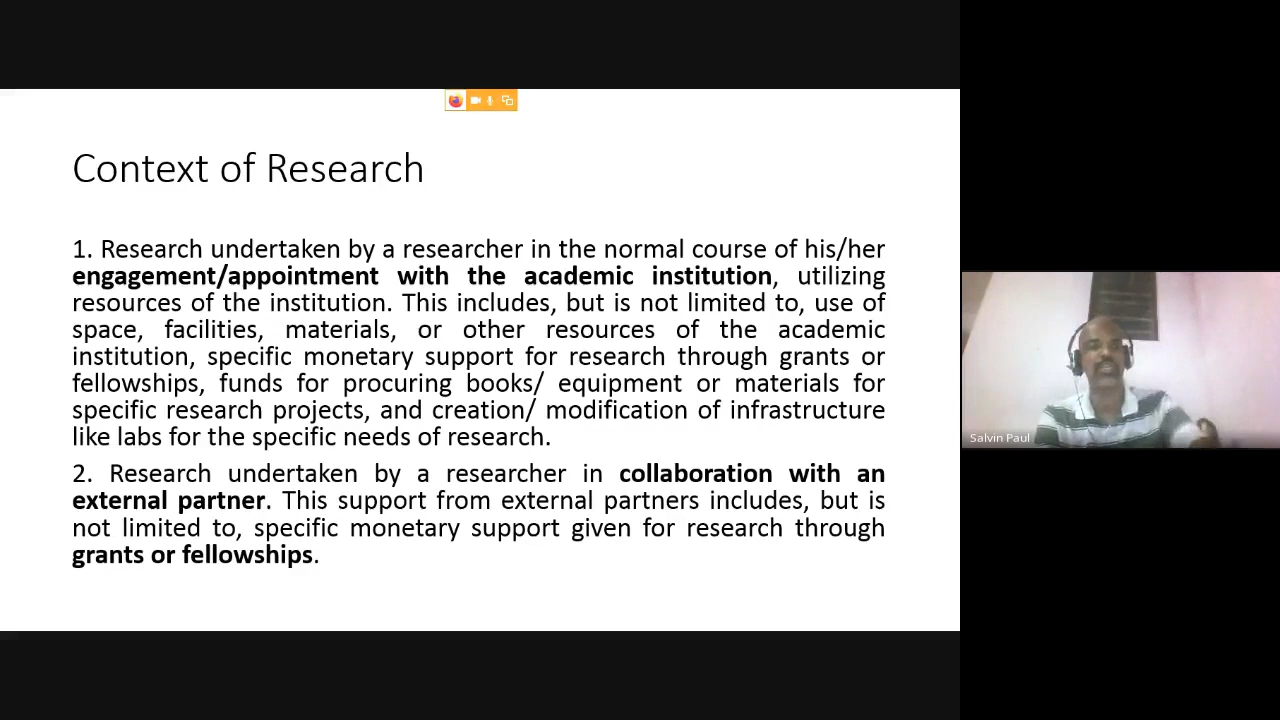 Context of Research
1. Research undertaken by a researcher in the normal course of his/her
engagement/appointment with the academic institution, utilizing
resources of the institution. This includes, but is not limited to, use of
space, facilities, materials, or other resources of the academic
institution, specific monetary support for research through grants or
fellowships, funds for procuring books/ equipment or materials for
specific research projects, and creation/ modification of infrastructure
like labs for the specific needs of research.
2. Research undertaken by a researcher in collaboration with an
external partner. This support from external partners includes, but is
not limited to, specific monetary support given for research through
grants or fellowships.
Salvin Paul